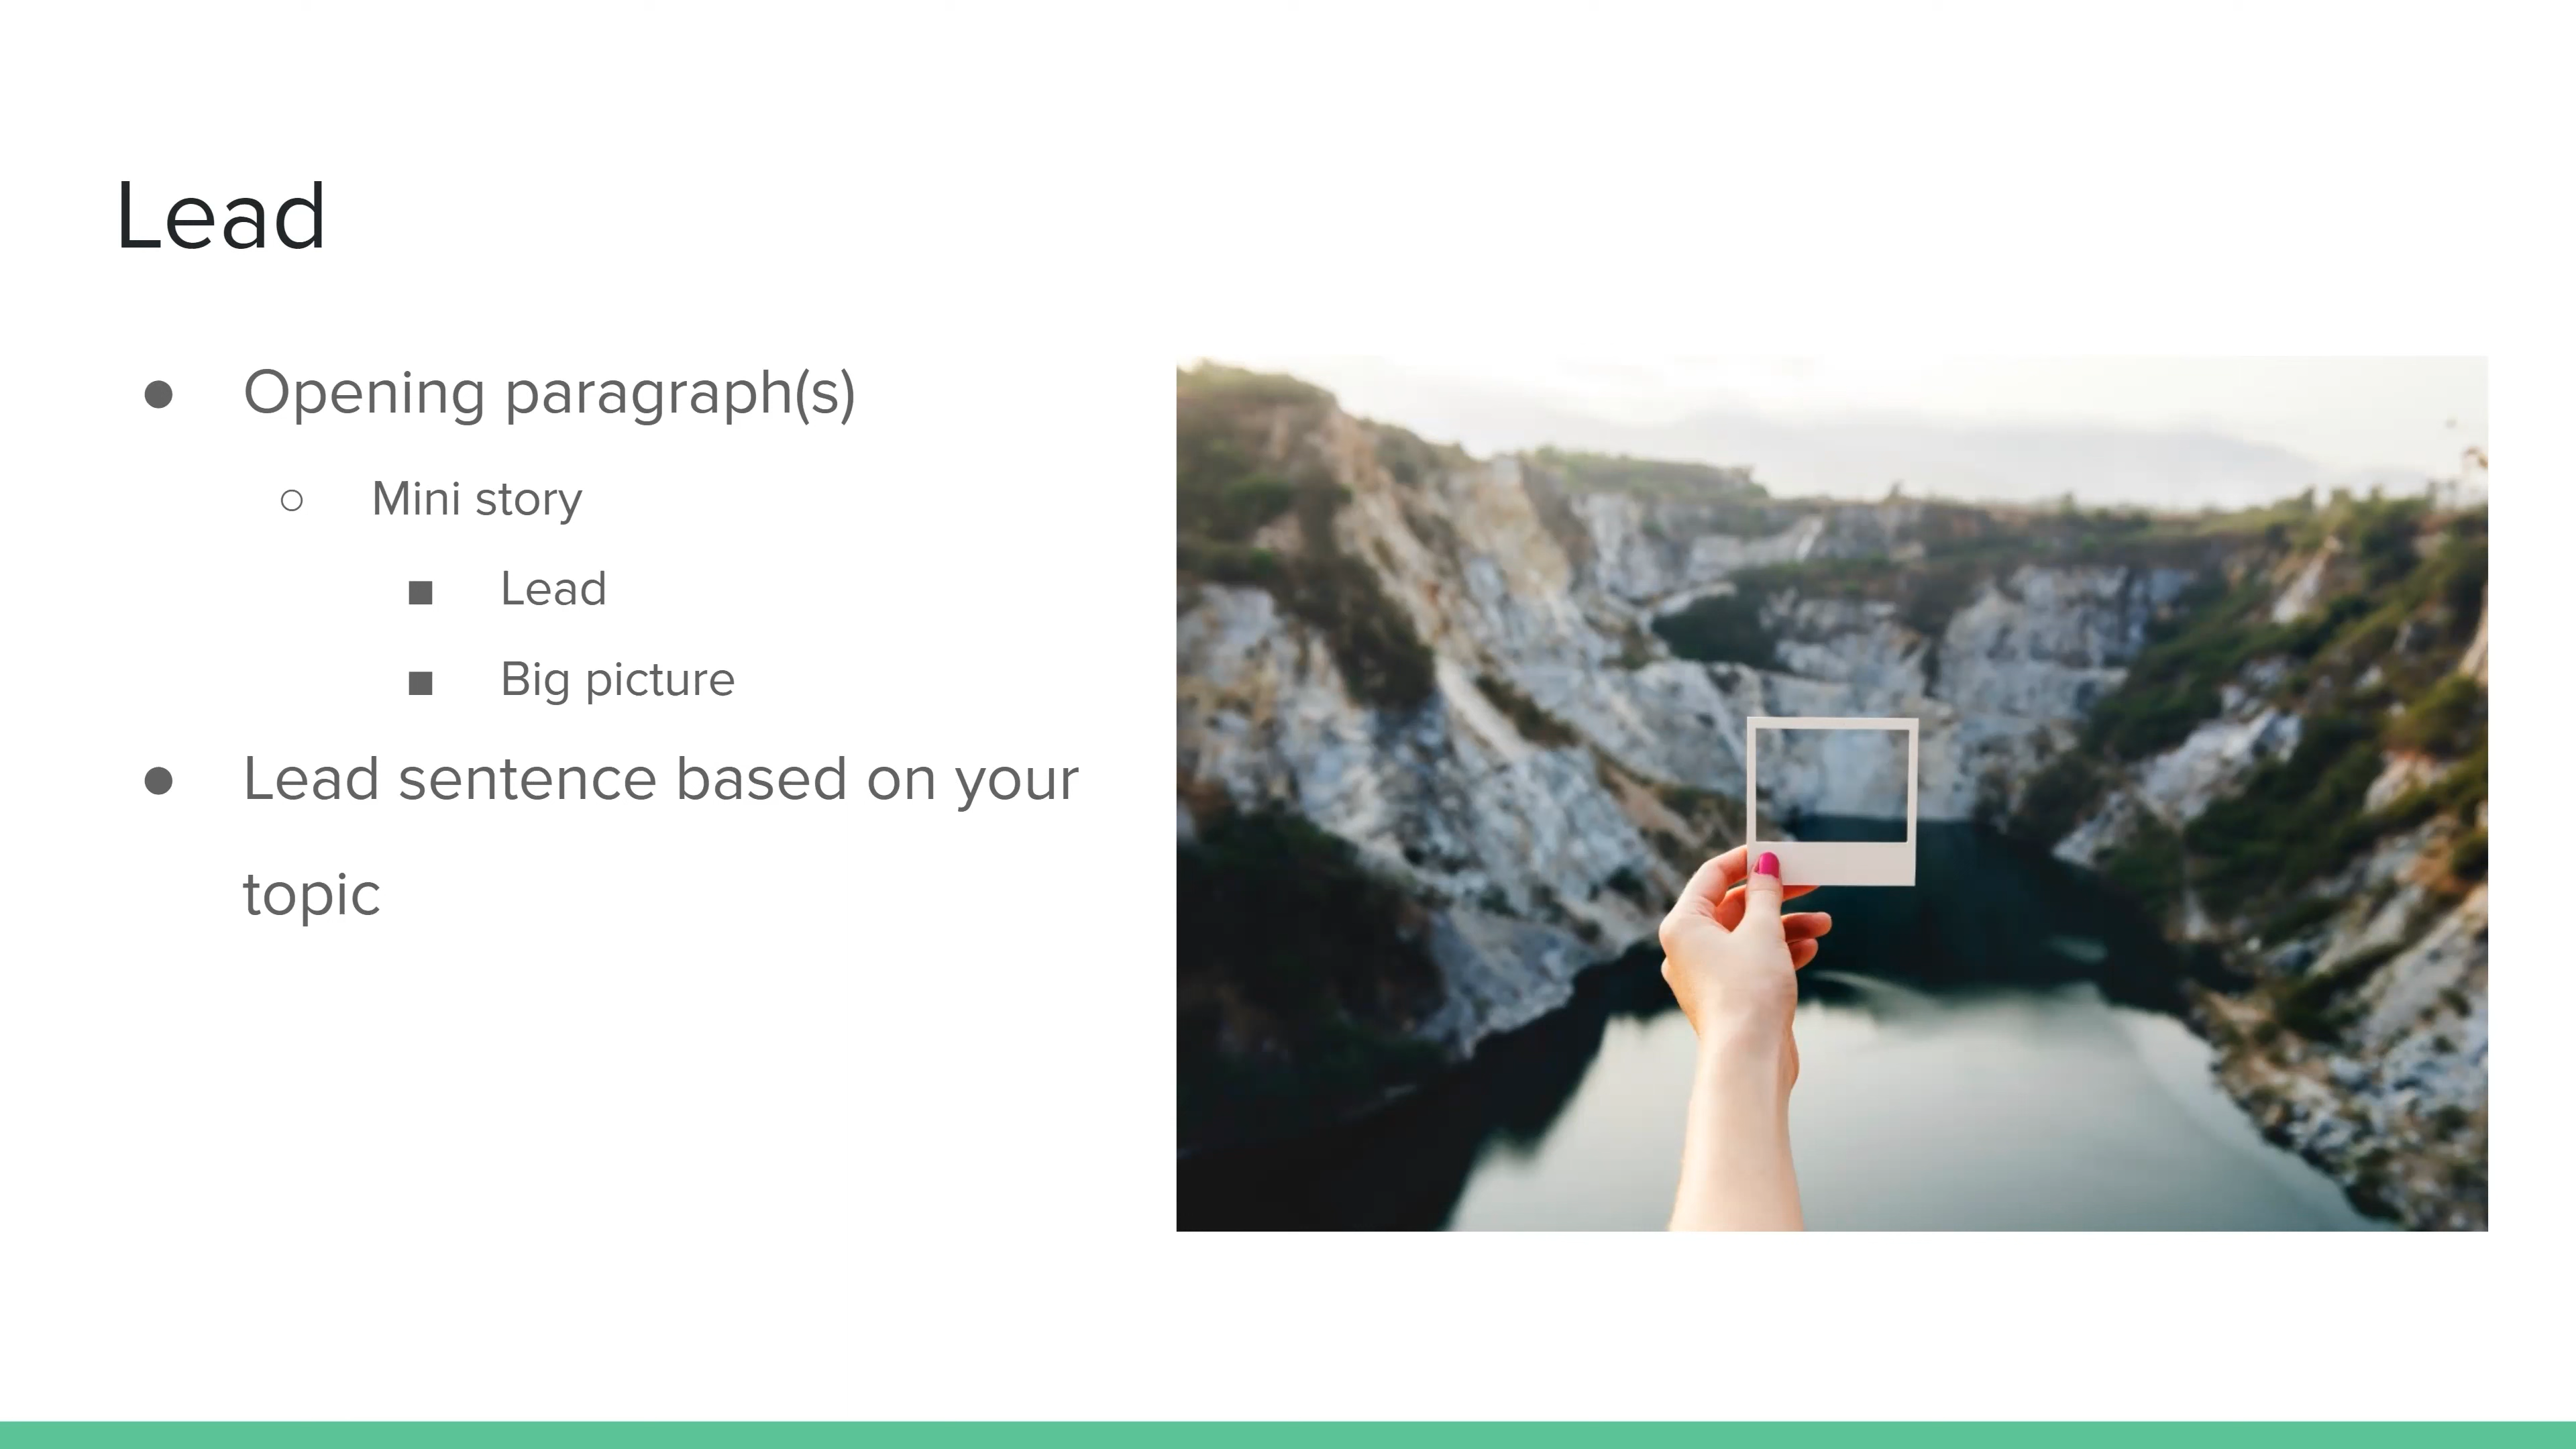 Lead
● Opening paragraph(s)
○ Mini story
■ Lead
■ Big picture
● Lead sentence based on your
topic